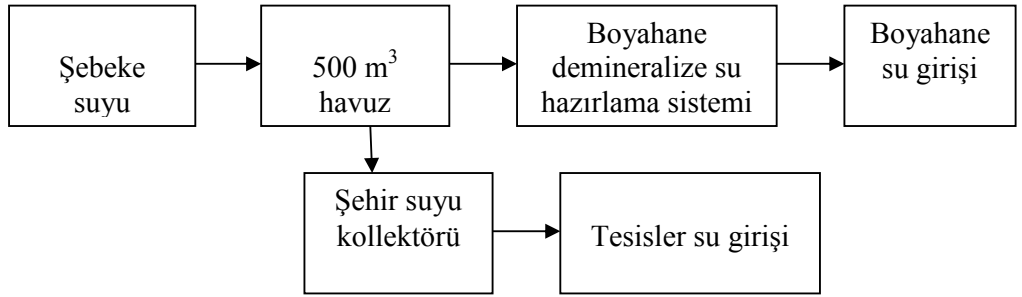 Şebeke
suyu
500 m³
havuz
Boyahane
demineralize su
hazırlama sistemi
Boyahane
su girişi
Şehir suyu
kollektörü
Tesisler su girişi